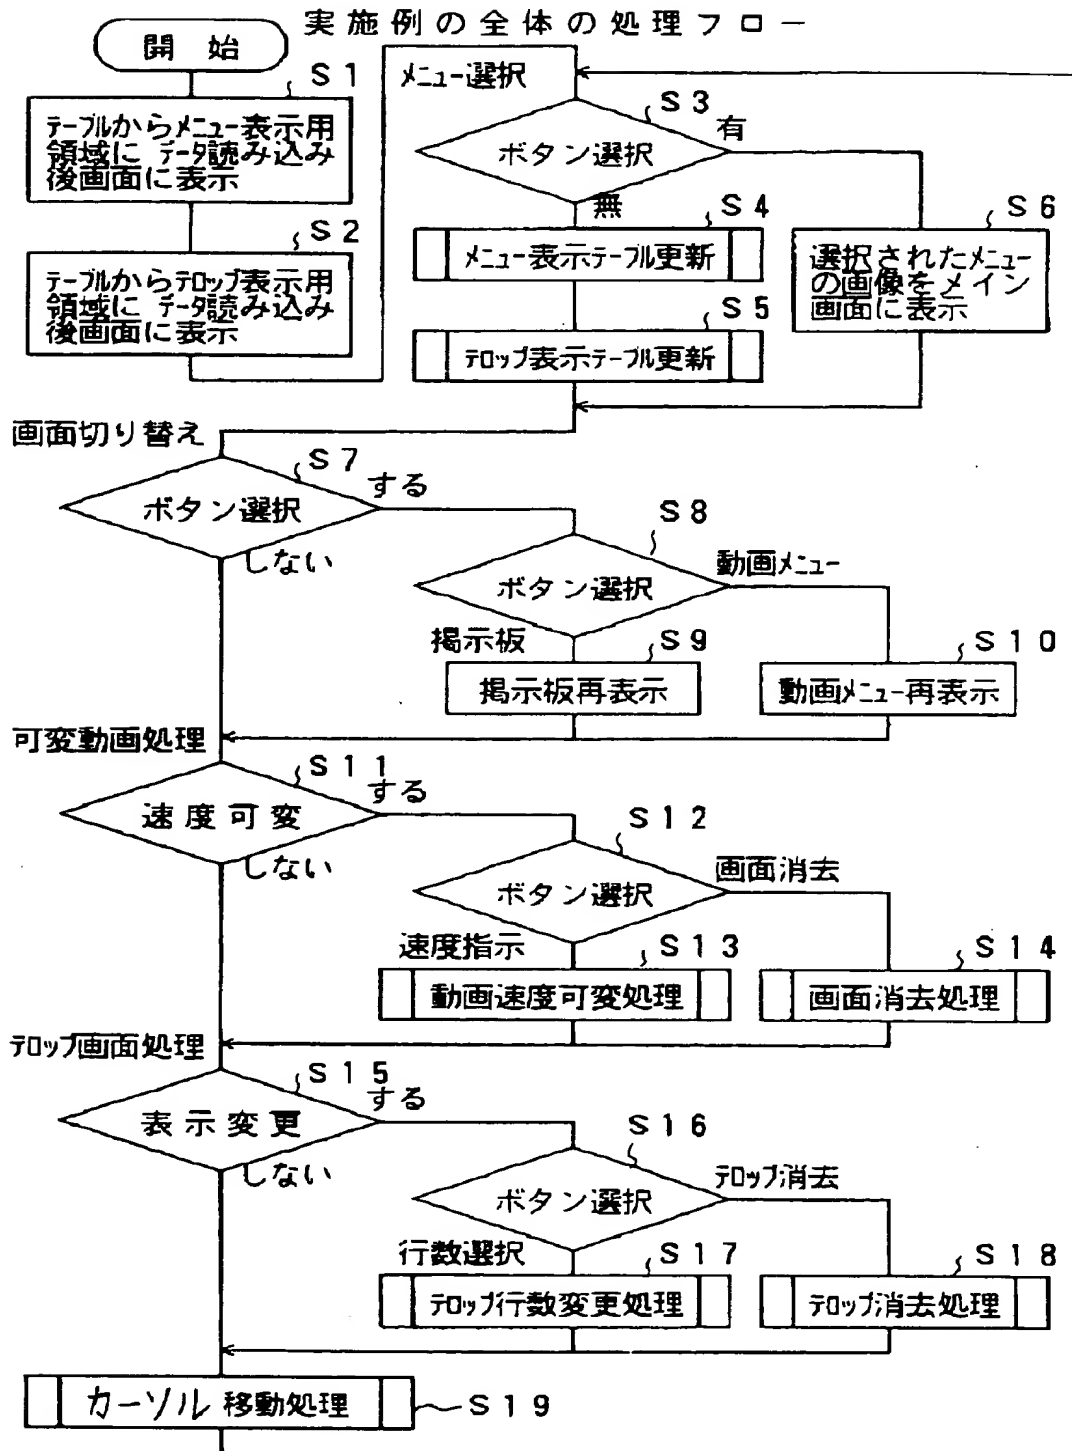 実施例の全体の処理フロー
開始
S1
テーブルからメニュー表示用
領域にデータ読み込み
後画面に表示
S2
テーブルからテロップ表示用
領域にデータ読み込み
後画面に表示
メニュー選択
S3
ボタン選択
有
無
S4
メニュー表示テーブル更新
S5
テロップ表示テーブル更新
S6
選択されたメニュー
の画像をメイン
画面に表示
画面切り替え
S7
ボタン選択
する
しない
S8
ボタン選択
動画メニュー
掲示板
S9
掲示板再表示
S10
動画メニュー再表示
可変動画処理
S11
速度可変
する
しない
S12
ボタン選択
画面消去
速度指示
S13
動画速度可変処理
S14
画面消去処理
テロップ画面処理
S15
表示変更
する
しない
S16
ボタン選択
テロップ消去
行数選択
S17
テロップ行数変更処理
S18
テロップ消去処理
カーソル移動処理
S19